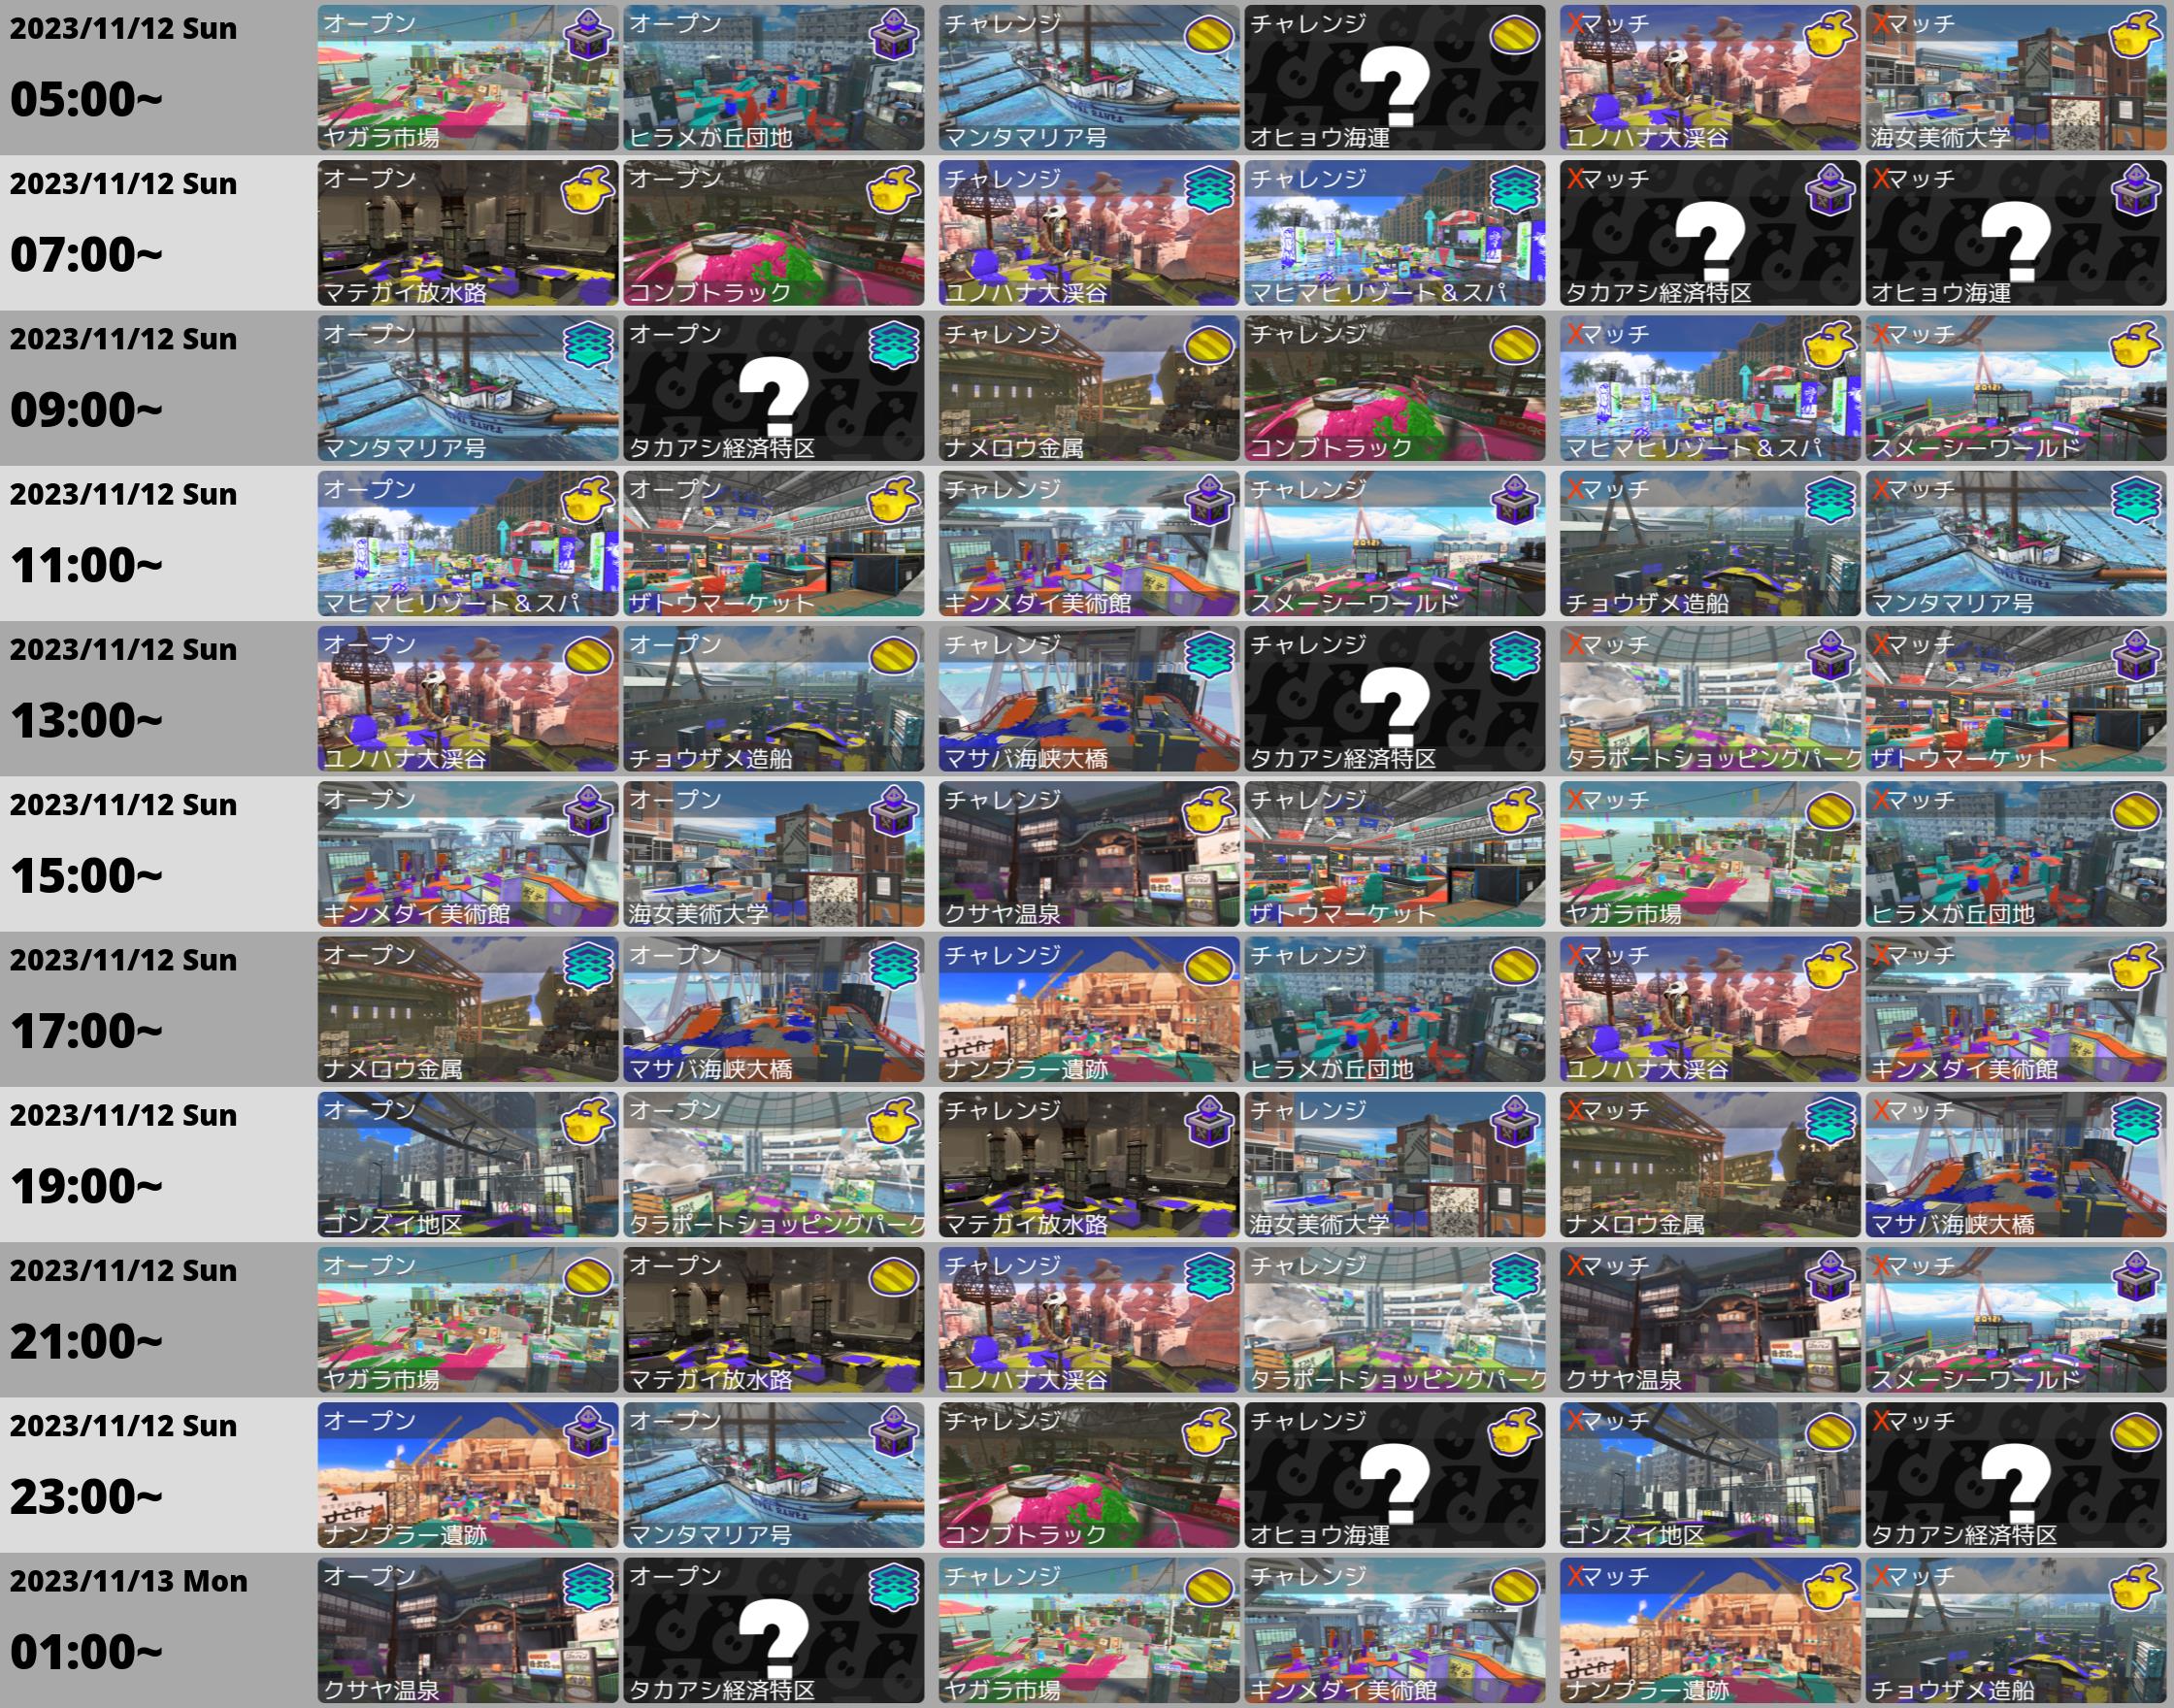 2023/11/12 Sun
05:00~
オープン
ヤガラ市場
オープン
ヒラメが丘団地
チャレンジ
マンタマリア号
チャレンジ
?
オヒョウ海運
Xマッチ
ユノハナ大渓谷
Xマッチ
海女美術大学
2023/11/12 Sun
07:00~
オープン
マテガイ放水路
オープン
コンブトラック
チャレンジ
ユノハナ大渓谷
チャレンジ
マヒマヒリゾート&スパ
Xマッチ
?
タカアシ経済特区
Xマッチ
?
オヒョウ海運
2023/11/12 Sun
09:00~
オープン
マンタマリア号
オープン
?
タカアシ経済特区
チャレンジ
ナメロウ金属
チャレンジ
コンブトラック
Xマッチ
マヒマヒリゾート&スパ
Xマッチ
スメーシーワールド
2023/11/12 Sun
11:00~
オープン
マヒマヒリゾート&スパ
オープン
ザトウマーケット
チャレンジ
キンメダイ美術館
チャレンジ
スメーシーワールド
Xマッチ
チョウザメ造船
Xマッチ
マンタマリア号
2023/11/12 Sun
13:00~
オープン
ユノハナ大渓谷
オープン
チョウザメ造船
チャレンジ
マサバ海峡大橋
チャレンジ
?
タカアシ経済特区
Xマッチ
タラポートショッピングパーク
Xマッチ
ザトウマーケット
2023/11/12 Sun
15:00~
オープン
キンメダイ美術館
オープン
海女美術大学
チャレンジ
クサヤ温泉
チャレンジ
ザトウマーケット
Xマッチ
ヤガラ市場
Xマッチ
ヒラメが丘団地
2023/11/12 Sun
17:00~
オープン
ナメロウ金属
オープン
マサバ海峡大橋
チャレンジ
ナンプラー遺跡
チャレンジ
ヒラメが丘団地
Xマッチ
ユノハナ大渓谷
Xマッチ
キンメダイ美術館
2023/11/12 Sun
19:00~
オープン
ゴンズイ地区
オープン
タラポートショッピングパーク
チャレンジ
マテガイ放水路
チャレンジ
海女美術大学
Xマッチ
ナメロウ金属
Xマッチ
マサバ海峡大橋
2023/11/12 Sun
21:00~
オープン
ヤガラ市場
オープン
マテガイ放水路
チャレンジ
ユノハナ大渓谷
チャレンジ
タラポートショッピングパーク
Xマッチ
クサヤ温泉
Xマッチ
スメーシーワールド
2023/11/12 Sun
23:00~
オープン
ナンプラー遺跡
オープン
マンタマリア号
チャレンジ
コンブトラック
チャレンジ
?
オヒョウ海運
Xマッチ
ゴンズイ地区
Xマッチ
?
タカアシ経済特区
2023/11/13 Mon
01:00~
オープン
クサヤ温泉
オープン
?
タカアシ経済特区
チャレンジ
ヤガラ市場
チャレンジ
キンメダイ美術館
Xマッチ
ナンプラー遺跡
Xマッチ
チョウザメ造船